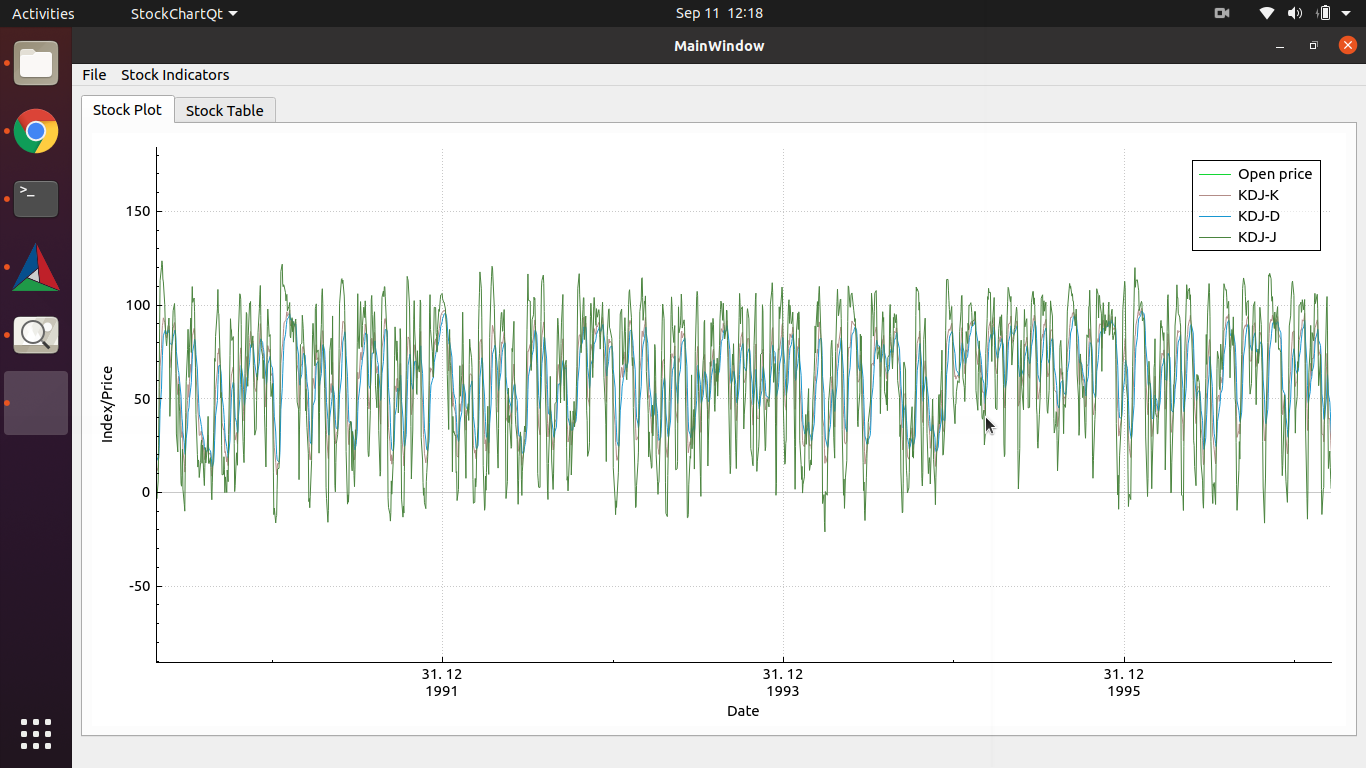 Activities
StockChartQt
Sep 11 12:18
MainWindow
File
Stock Indicators
Stock Plot
Stock Table
Open price
KDJ-K
KDJ-D
KDJ-J
150
100
50
0
-50
Index/Price
31. 12
1991
31. 12
1993
31. 12
1995
Date
>_